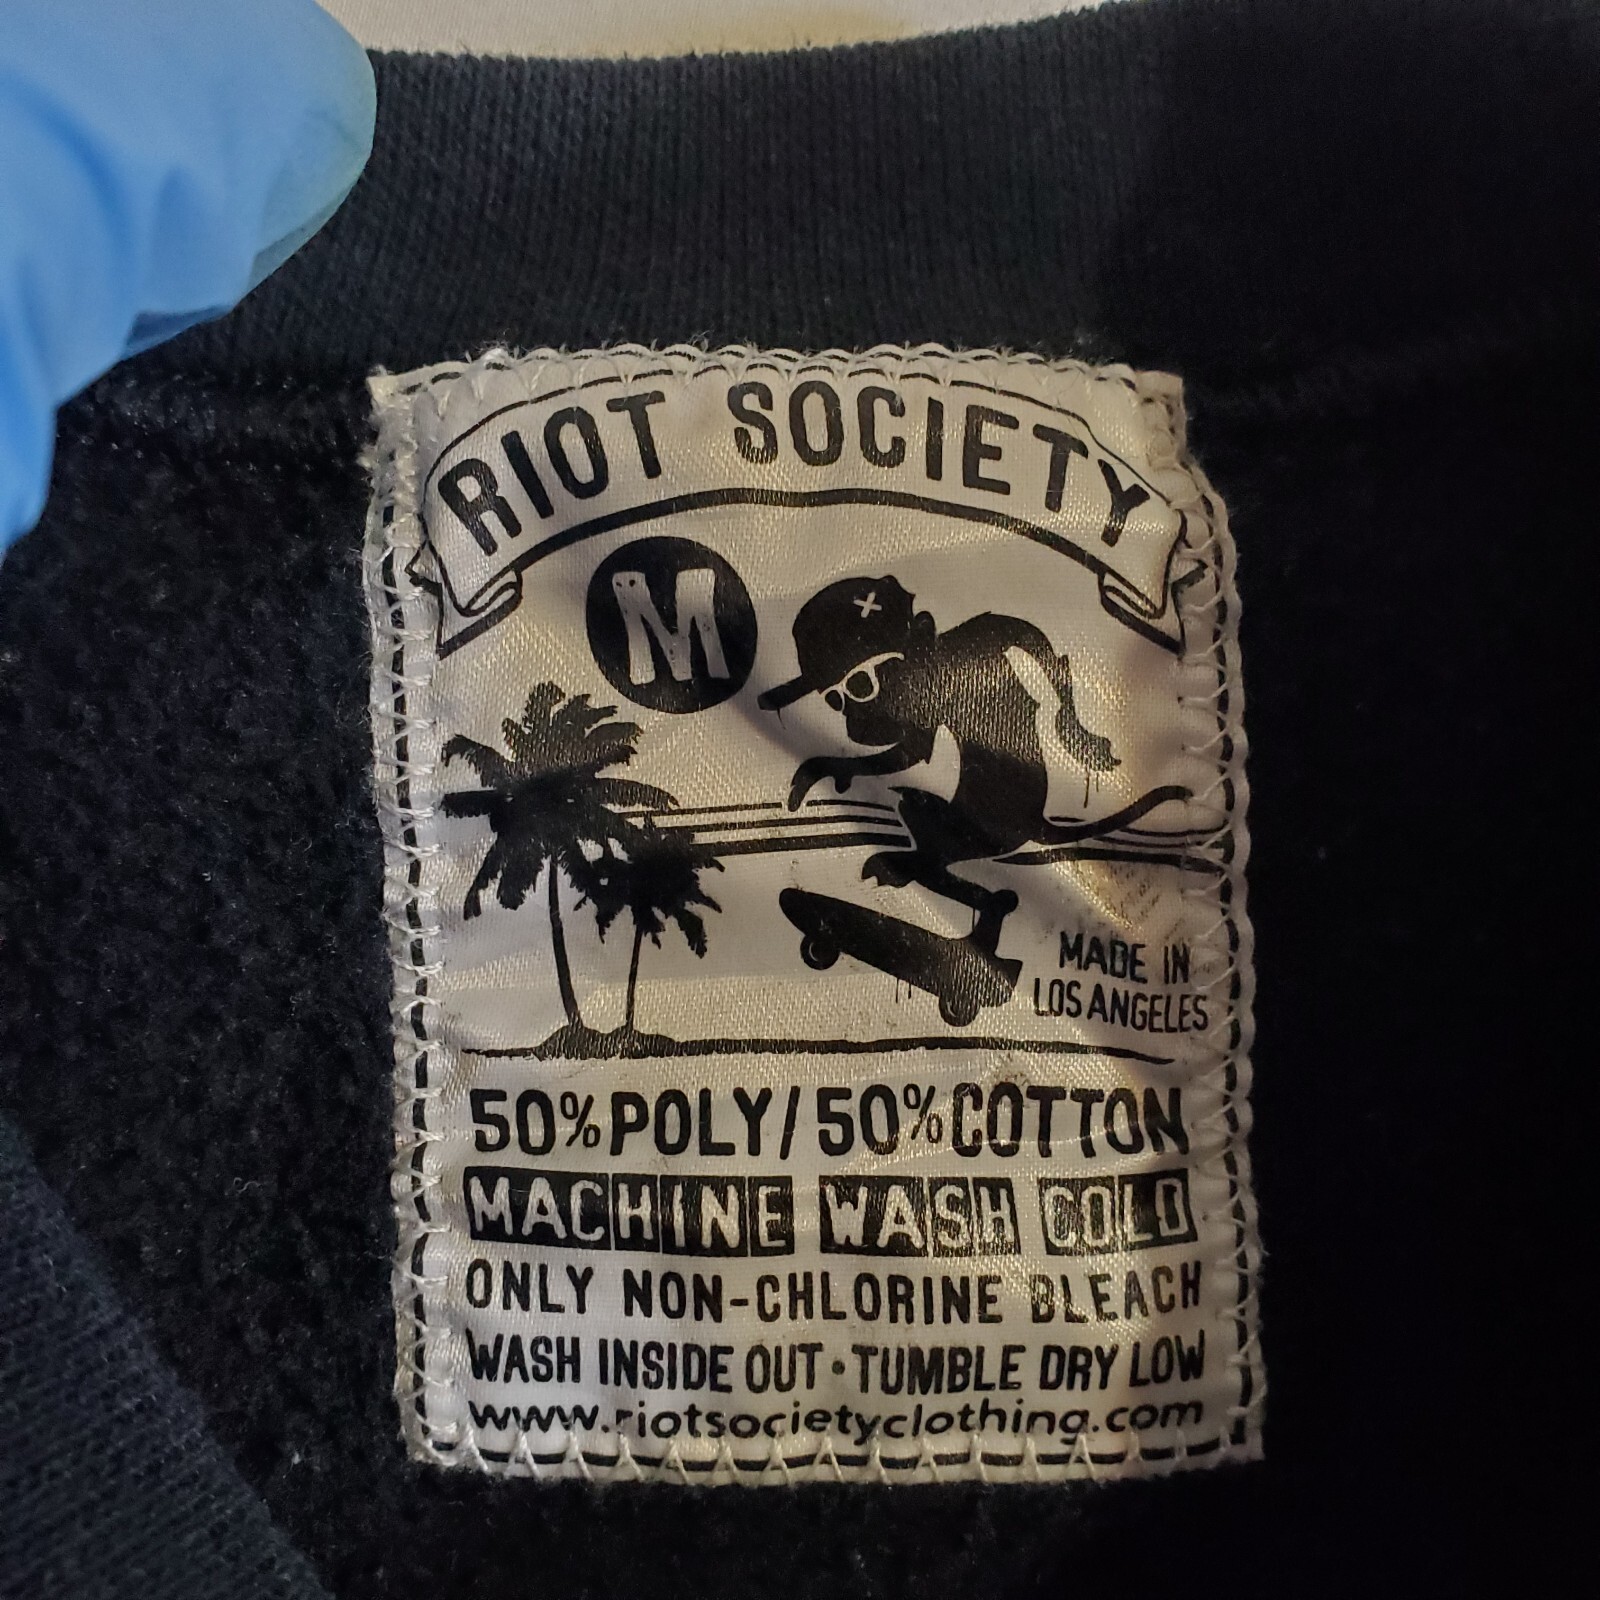 RIOT SOCIETY
M
MADE IN
LOS ANGELES
50% POLY/50% COTTON
MACHINE WASH COLD
ONLY NON-CHLORINE BLEACH
WASH INSIDE OUT • TUMBLE DRY LOW
www.riotsocietyclothing.com